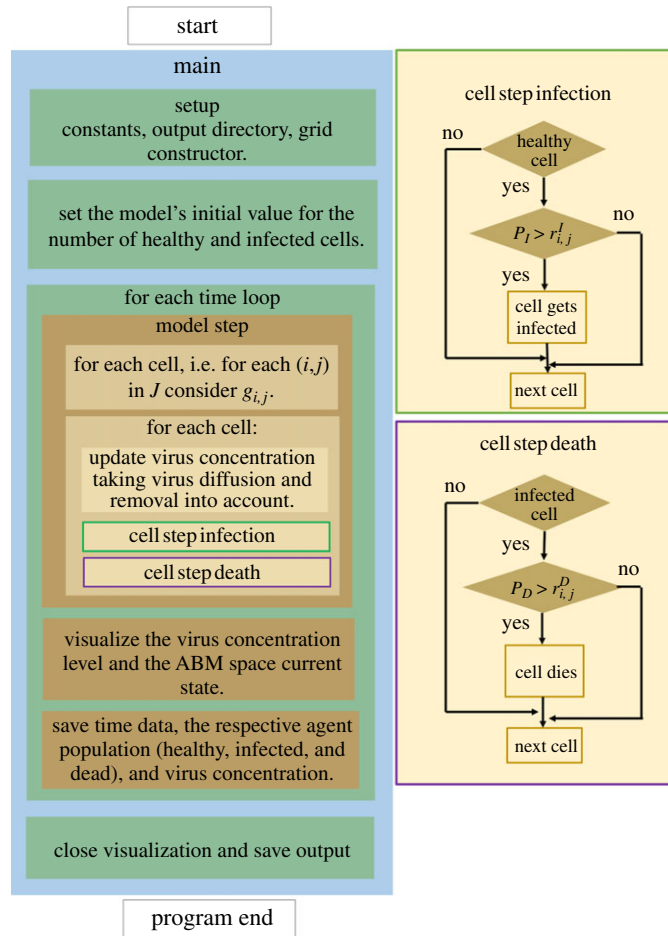 start
main
setup
constants, output directory, grid
constructor.
set the model's initial value for the
number of healthy and infected cells.
for each time loop
model step
for each cell, i.e. for each (i,j)
in J consider g_{i,j}.
for each cell:
update virus concentration
taking virus diffusion and
removal into account.
cell step infection
cell step death
visualize the virus concentration
level and the ABM space current
state.
save time data, the respective agent
population (healthy, infected, and
dead), and virus concentration.
close visualization and save output
program end
cell step infection
no
healthy
cell
yes
P_I > r^I_{i,j}
no
yes
cell gets
infected
next cell
cell step death
no
infected
cell
yes
P_D > r^D_{i,j}
no
yes
cell dies
next cell